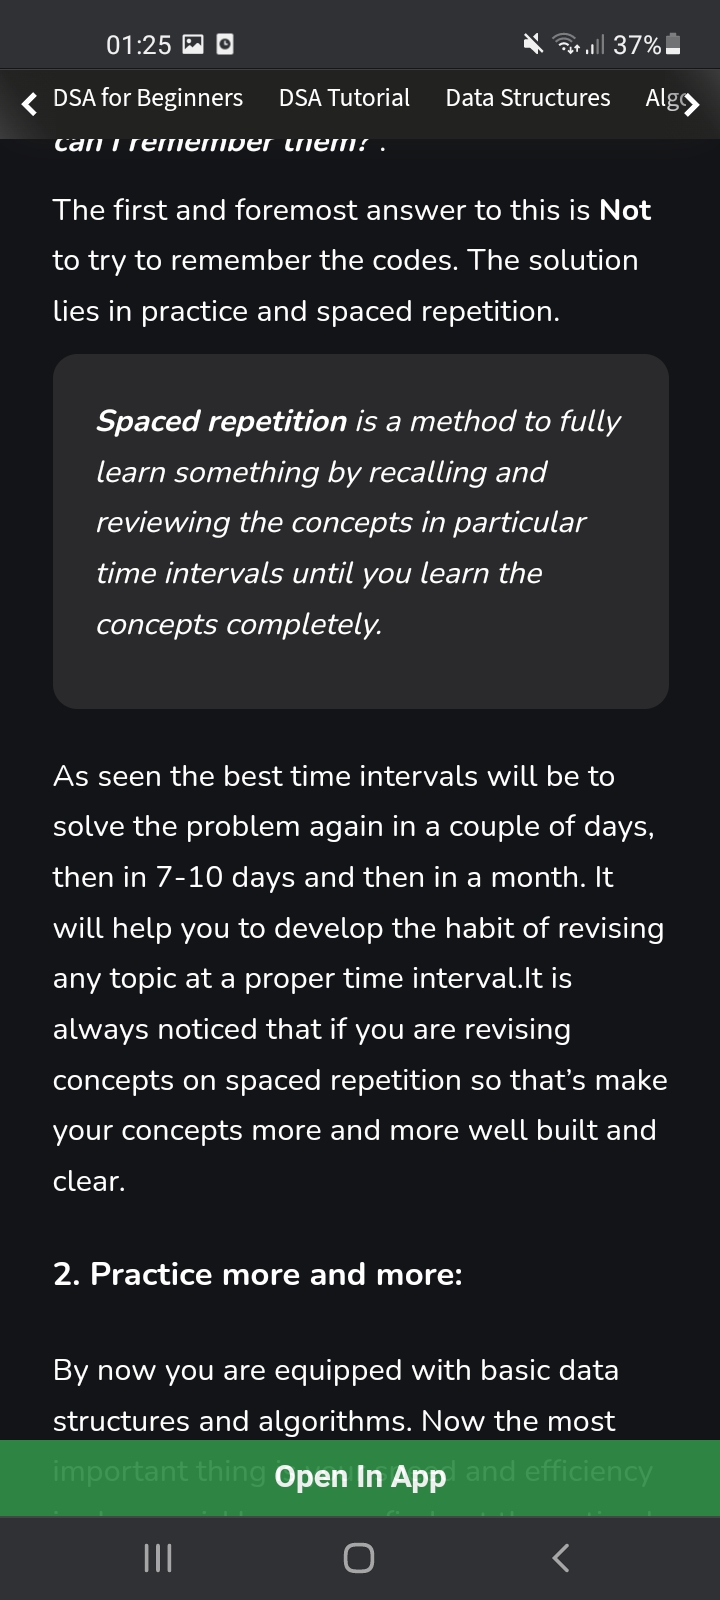 01:25 37%
DSA for Beginners DSA Tutorial Data Structures Algo
can I remember them? .
The first and foremost answer to this is Not
to try to remember the codes. The solution
lies in practice and spaced repetition.
Spaced repetition is a method to fully
learn something by recalling and
reviewing the concepts in particular
time intervals until you learn the
concepts completely.
As seen the best time intervals will be to
solve the problem again in a couple of days,
then in 7-10 days and then in a month. It
will help you to develop the habit of revising
any topic at a proper time interval.It is
always noticed that if you are revising
concepts on spaced repetition so that’s make
your concepts more and more well built and
clear.
2. Practice more and more:
By now you are equipped with basic data
structures and algorithms. Now the most
important thing and efficiency
Open In App